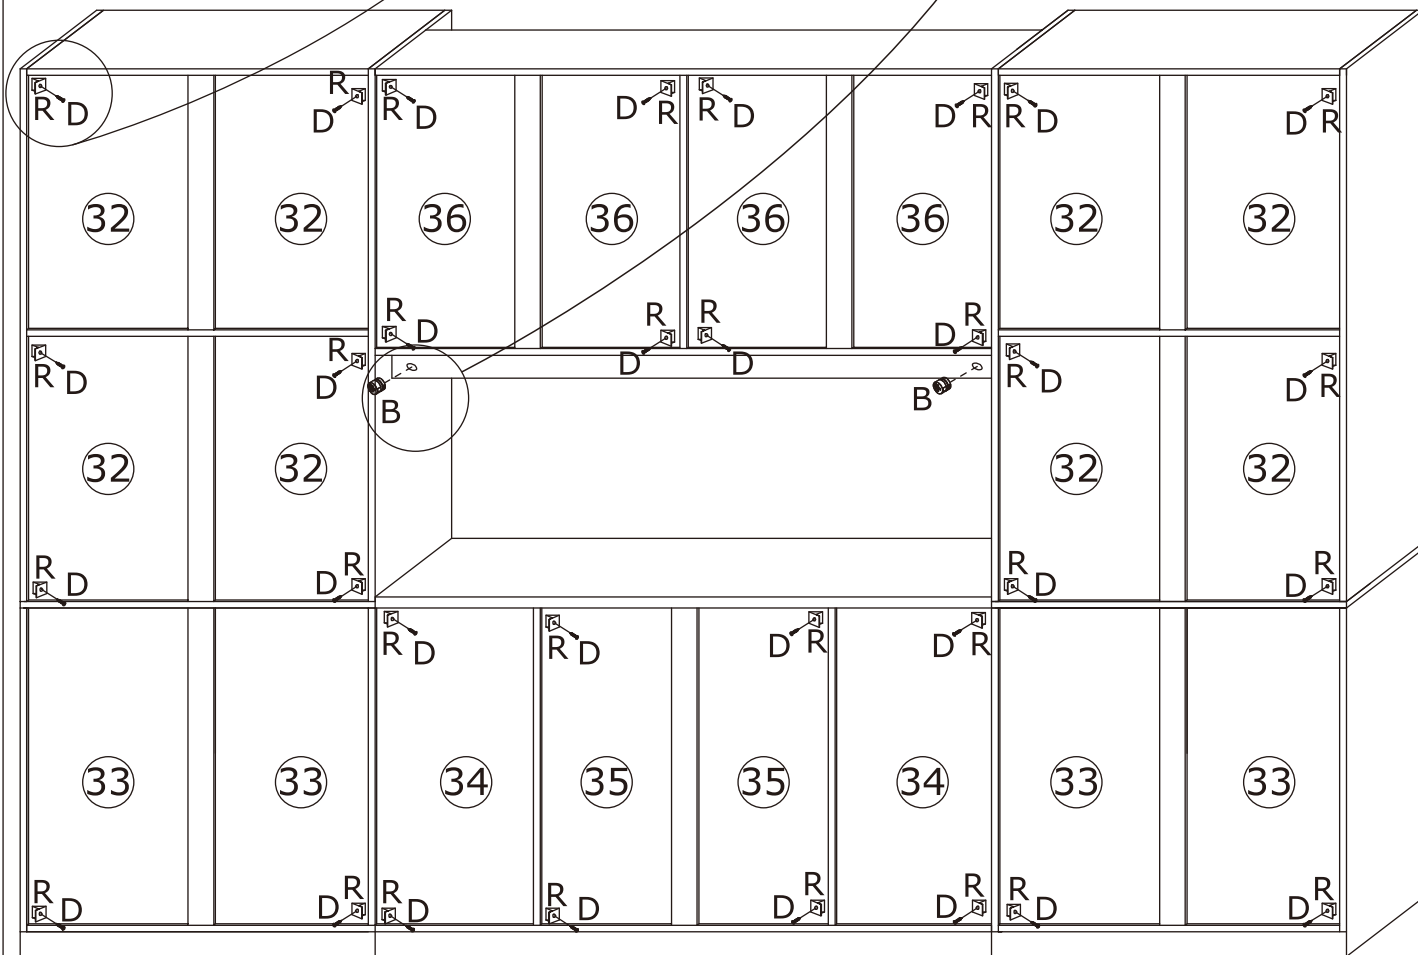 R R R D D R R D
R D D D D R D R R D D R
32 32 36 36 36 36 32 32
R D R D R D R D
R D R D R D D R
B B
32 32 32 32
R D D R R D D R
R D R D D R D R
33 33 34 35 35 34 33 33
R D D R R D R D D R D R R D D R